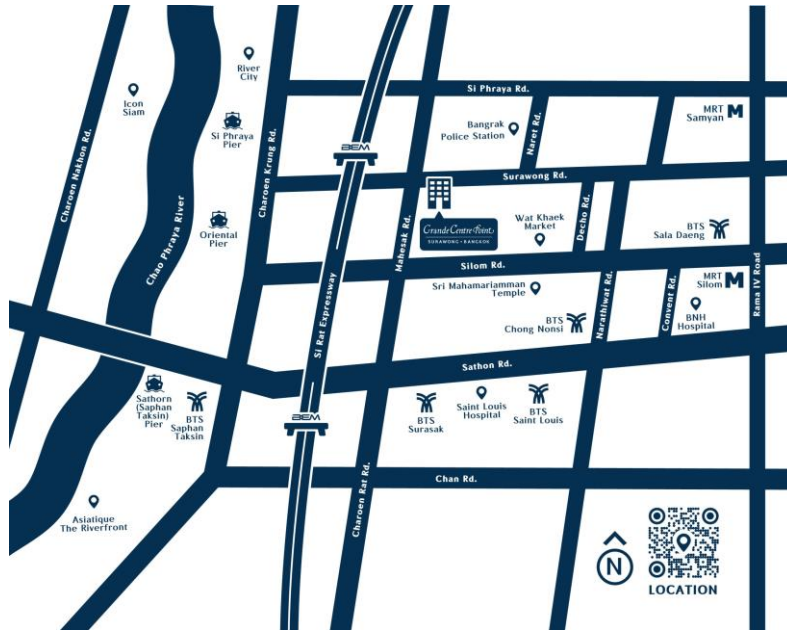 River
City
Icon
Siam
Si Phraya
Pier
Charoen Nakhon Rd.
Chao Phraya River
Charoen Krung Rd.
Oriental
Pier
BEM
Si Rat Expressway
Mahesak Rd.
Si Phraya Rd.
Bangrak
Police Station
Naret Rd.
MRT
Samyan
Surawong Rd.
Grande Centre Point
SURAWONG - BANGKOK
Wat Khaek
Market
Decho Rd.
BTS
Sala Daeng
Silom Rd.
Sri Mahamariamman
Temple
BTS
Chong Nonsi
Narathiwat Rd.
Convent Rd.
MRT
Silom
BNH
Hospital
Rama IV Road
Sathon Rd.
Sathorn
(Saphan
Taksin)
Pier
BTS
Saphan
Taksin
BEM
BTS
Surasak
Saint Louis
Hospital
BTS
Saint Louis
Chan Rd.
Charoen Rat Rd.
Asiatique
The Riverfront
N
LOCATION